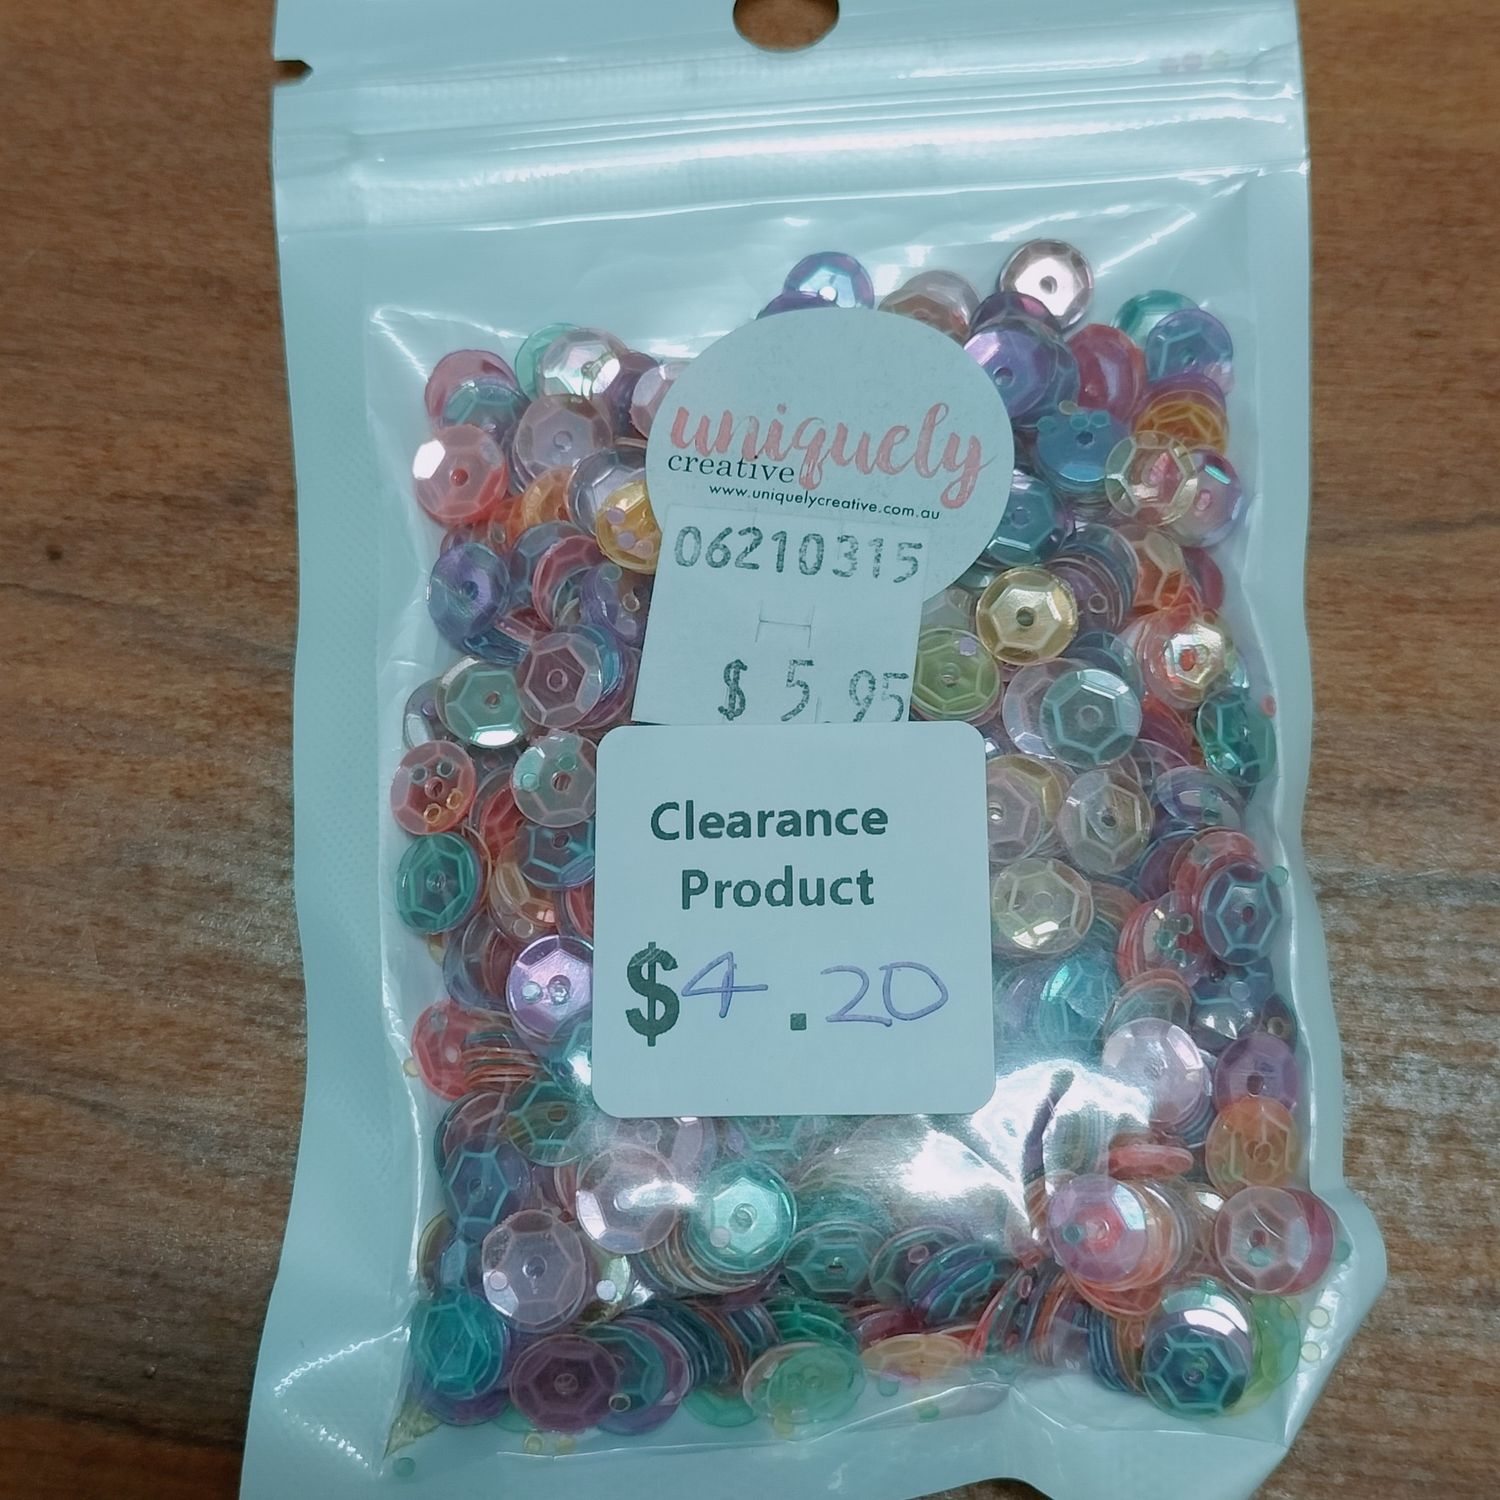 uniquely
creative
www.uniquelycreative.com.au
06210315
$ 5.95
Clearance
Product
$4.20